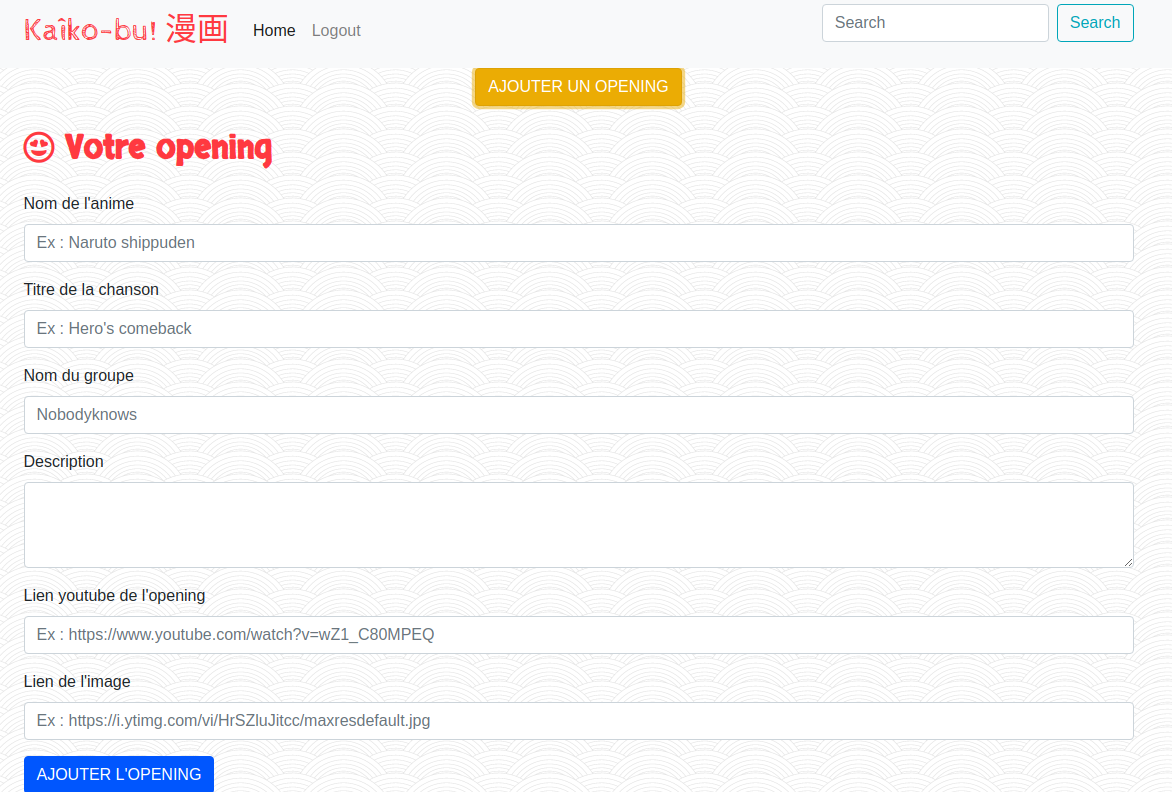 Kaîko-bu! 漫画 Home Logout Search Search
AJOUTER UN OPENING
Votre opening
Nom de l'anime
Ex : Naruto shippuden
Titre de la chanson
Ex : Hero's comeback
Nom du groupe
Nobodyknows
Description
Lien youtube de l'opening
Ex : https://www.youtube.com/watch?v=wZ1_C80MPEQ
Lien de l'image
Ex : https://i.ytimg.com/vi/HrSZluJitcc/maxresdefault.jpg
AJOUTER L'OPENING